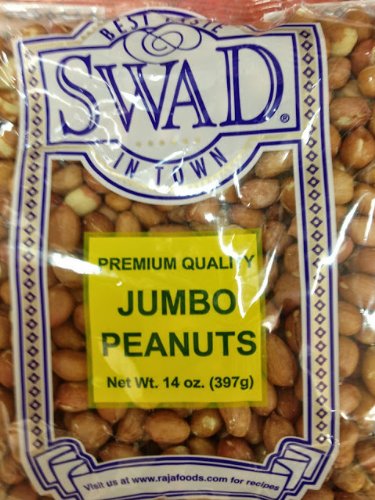 BEST TASTE
&
SWAD®
IN TOWN
PREMIUM QUALITY
JUMBO
PEANUTS
Net Wt. 14 oz. (397g)
Visit us at www.rajafoods.com for recipes